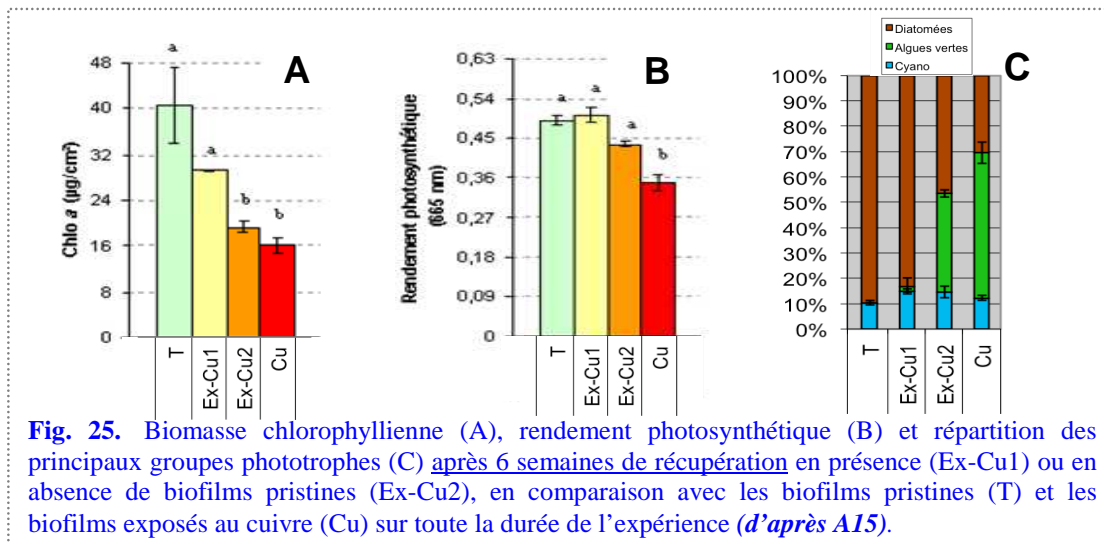 Diatomées
Algues vertes
Cyano
A
Chlo a (µg/cm²)
48
40
32
24
16
8
0
a
a
b
b
T
Ex-Cu1
Ex-Cu2
Cu
B
Rendement photosynthétique
(665 nm)
0,63
0,54
0,45
0,36
0,27
0,18
0,09
0
a
a
a
b
T
Ex-Cu1
Ex-Cu2
Cu
C
100%
90%
80%
70%
60%
50%
40%
30%
20%
10%
0%
T
Ex-Cu1
Ex-Cu2
Cu
Fig. 25. Biomasse chlorophyllienne (A), rendement photosynthétique (B) et répartition des
principaux groupes phototrophes (C) après 6 semaines de récupération en présence (Ex-Cu1) ou en
absence de biofilms pristines (Ex-Cu2), en comparaison avec les biofilms pristines (T) et les
biofilms exposés au cuivre (Cu) sur toute la durée de l'expérience (d'après A15).